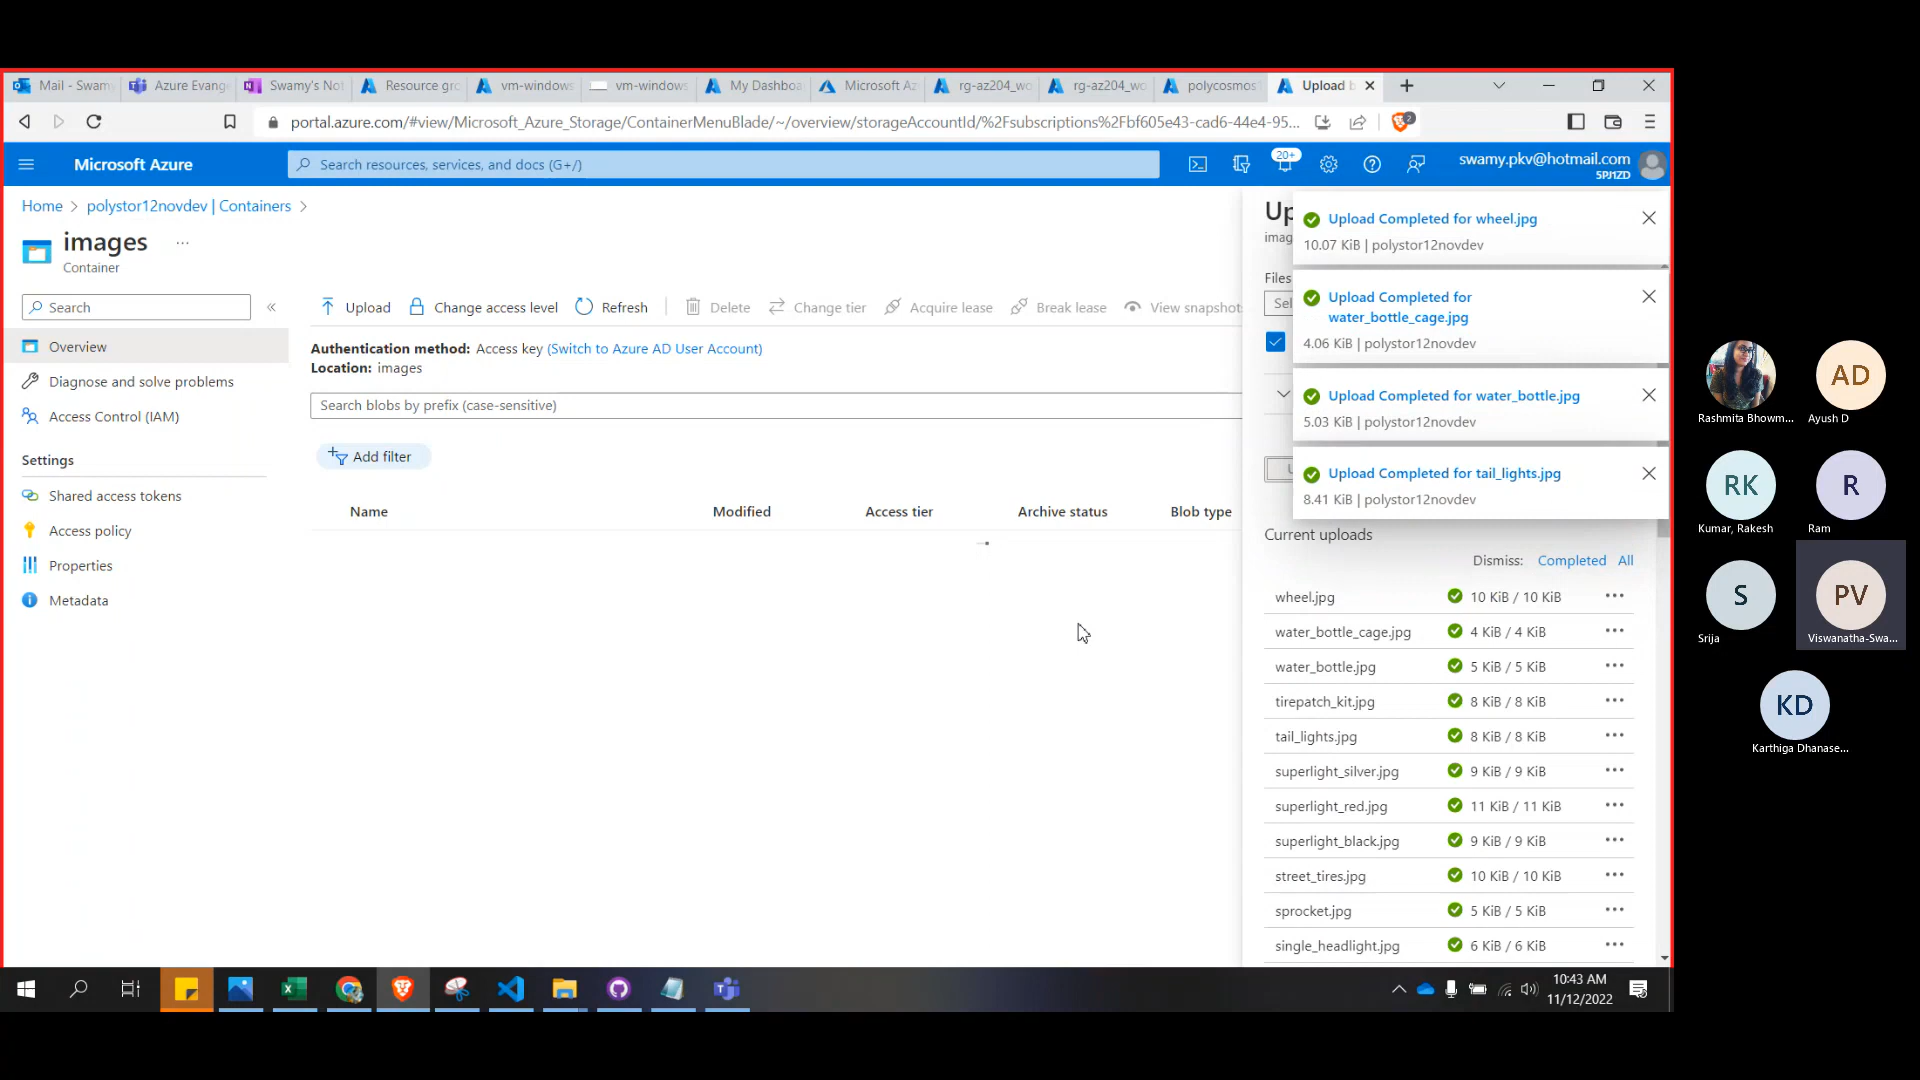 Mail - Swam
Azure Evang
Swamy's No
Resource gro
vm-windows
vm-windows
My Dashboa
Microsoft Az
rg-az204_wo
rg-az204_wo
polycosmos
Upload b
portal.azure.com/#view/Microsoft_Azure_Storage/ContainerMenuBlade/~/overview/storageAccountId/%2Fsubscriptions%2Fbf605e43-cad6-44e4-95...
2
Microsoft Azure
Search resources, services, and docs (G+/)
20+
swamy.pkv@hotmail.com
5PJ1ZD
Home > polystor12novdev | Containers >
images ...
Container
Search
«
Overview
Diagnose and solve problems
Access Control (IAM)
Settings
Shared access tokens
Access policy
Properties
Metadata
Upload
Change access level
Refresh
Delete
Change tier
Acquire lease
Break lease
View snapshots
Authentication method: Access key (Switch to Azure AD User Account)
Location: images
Search blobs by prefix (case-sensitive)
Add filter
Name
Modified
Access tier
Archive status
Blob type
Up
imag
Files
Sel
U
Upload Completed for wheel.jpg
10.07 KiB | polystor12novdev
Upload Completed for
water_bottle_cage.jpg
4.06 KiB | polystor12novdev
Upload Completed for water_bottle.jpg
5.03 KiB | polystor12novdev
Upload Completed for tail_lights.jpg
8.41 KiB | polystor12novdev
Current uploads
Dismiss: Completed All
wheel.jpg 10 KiB / 10 KiB ...
water_bottle_cage.jpg 4 KiB / 4 KiB ...
water_bottle.jpg 5 KiB / 5 KiB ...
tirepatch_kit.jpg 8 KiB / 8 KiB ...
tail_lights.jpg 8 KiB / 8 KiB ...
superlight_silver.jpg 9 KiB / 9 KiB ...
superlight_red.jpg 11 KiB / 11 KiB ...
superlight_black.jpg 9 KiB / 9 KiB ...
street_tires.jpg 10 KiB / 10 KiB ...
sprocket.jpg 5 KiB / 5 KiB ...
single_headlight.jpg 6 KiB / 6 KiB ...
10:43 AM
11/12/2022
Rashmita Bhowm...
AD
Ayush D
RK
Kumar, Rakesh
R
Ram
S
Srija
PV
Viswanatha-Swa...
KD
Karthiga Dhanase...